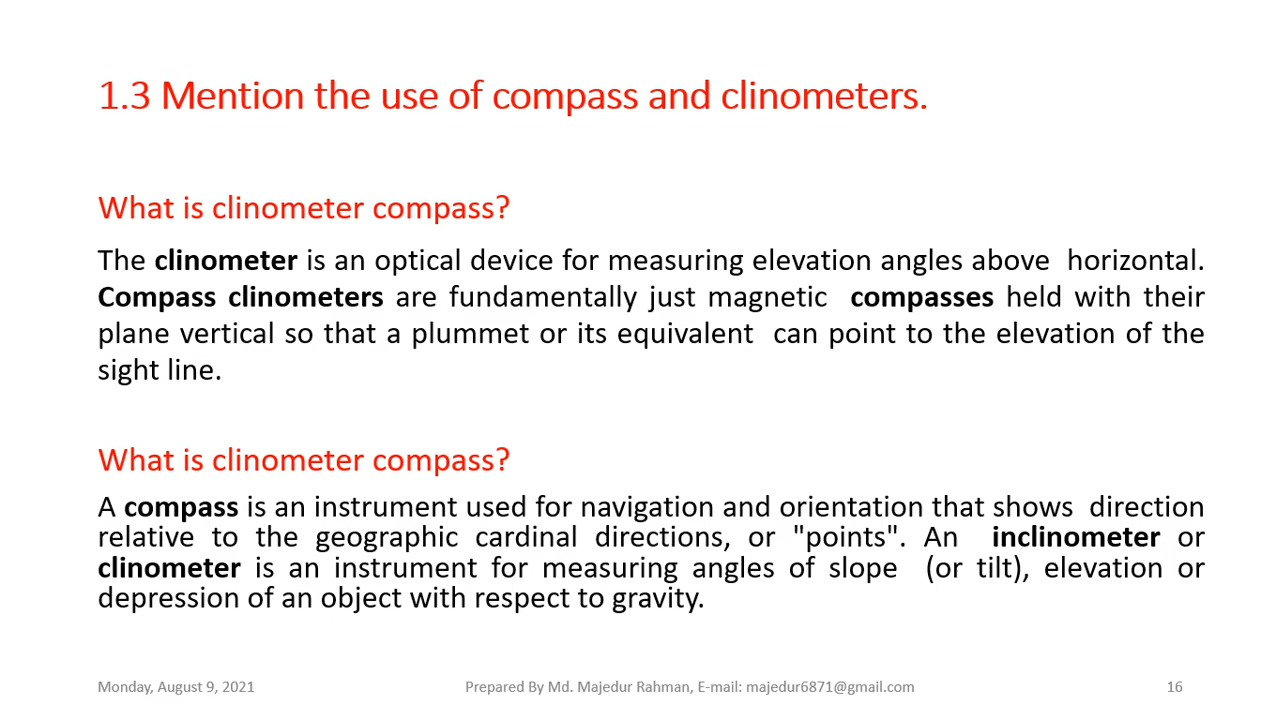 1.3 Mention the use of compass and clinometers.
What is clinometer compass?
The clinometer is an optical device for measuring elevation angles above horizontal.
Compass clinometers are fundamentally just magnetic compasses held with their
plane vertical so that a plummet or its equivalent can point to the elevation of the
sight line.
What is clinometer compass?
A compass is an instrument used for navigation and orientation that shows direction
relative to the geographic cardinal directions, or "points". An inclinometer or
clinometer is an instrument for measuring angles of slope (or tilt), elevation or
depression of an object with respect to gravity.
Monday, August 9, 2021 Prepared By Md. Majedur Rahman, E-mail: majedur6871@gmail.com 16